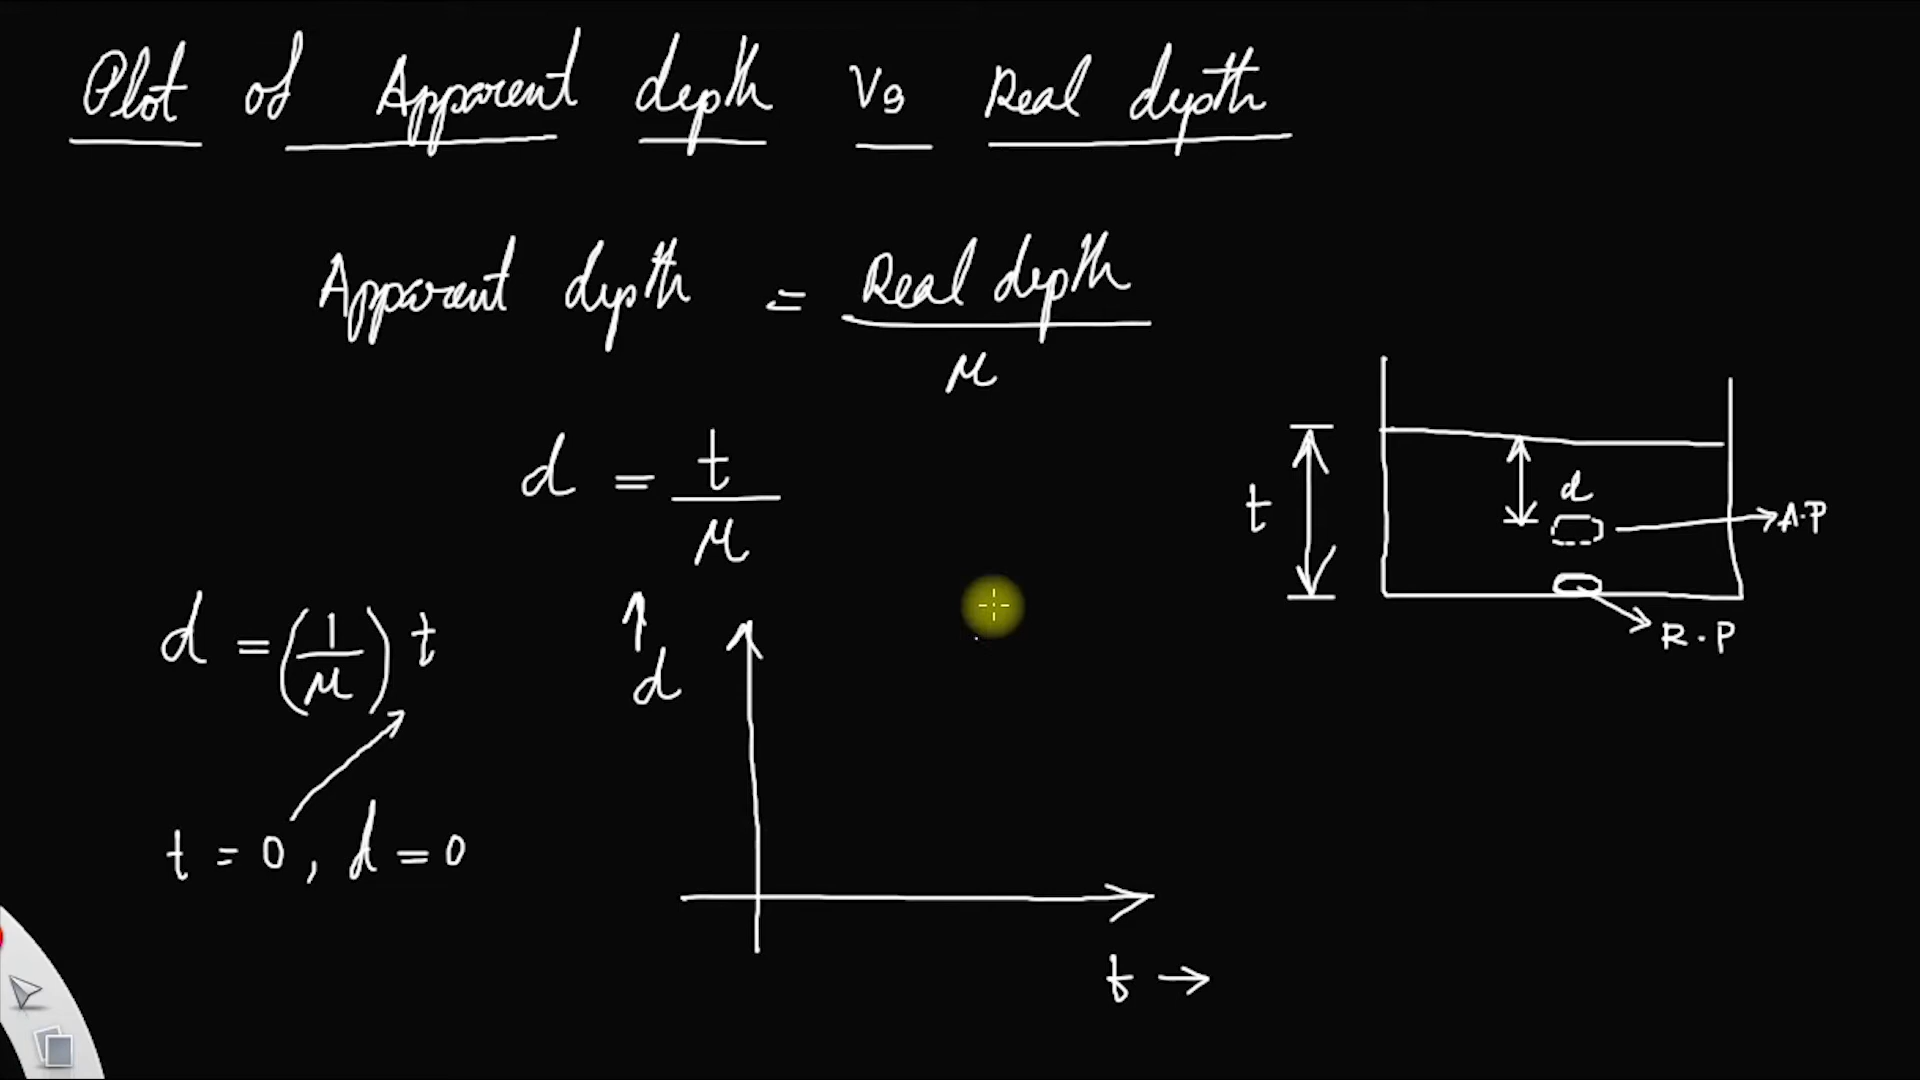 Plot of Apparent depth Vs Real depth
Apparent depth = Real depth / μ
d = t / μ
d = (1/μ) t
t = 0, d = 0
d
t →
t
d
A.P
R.P